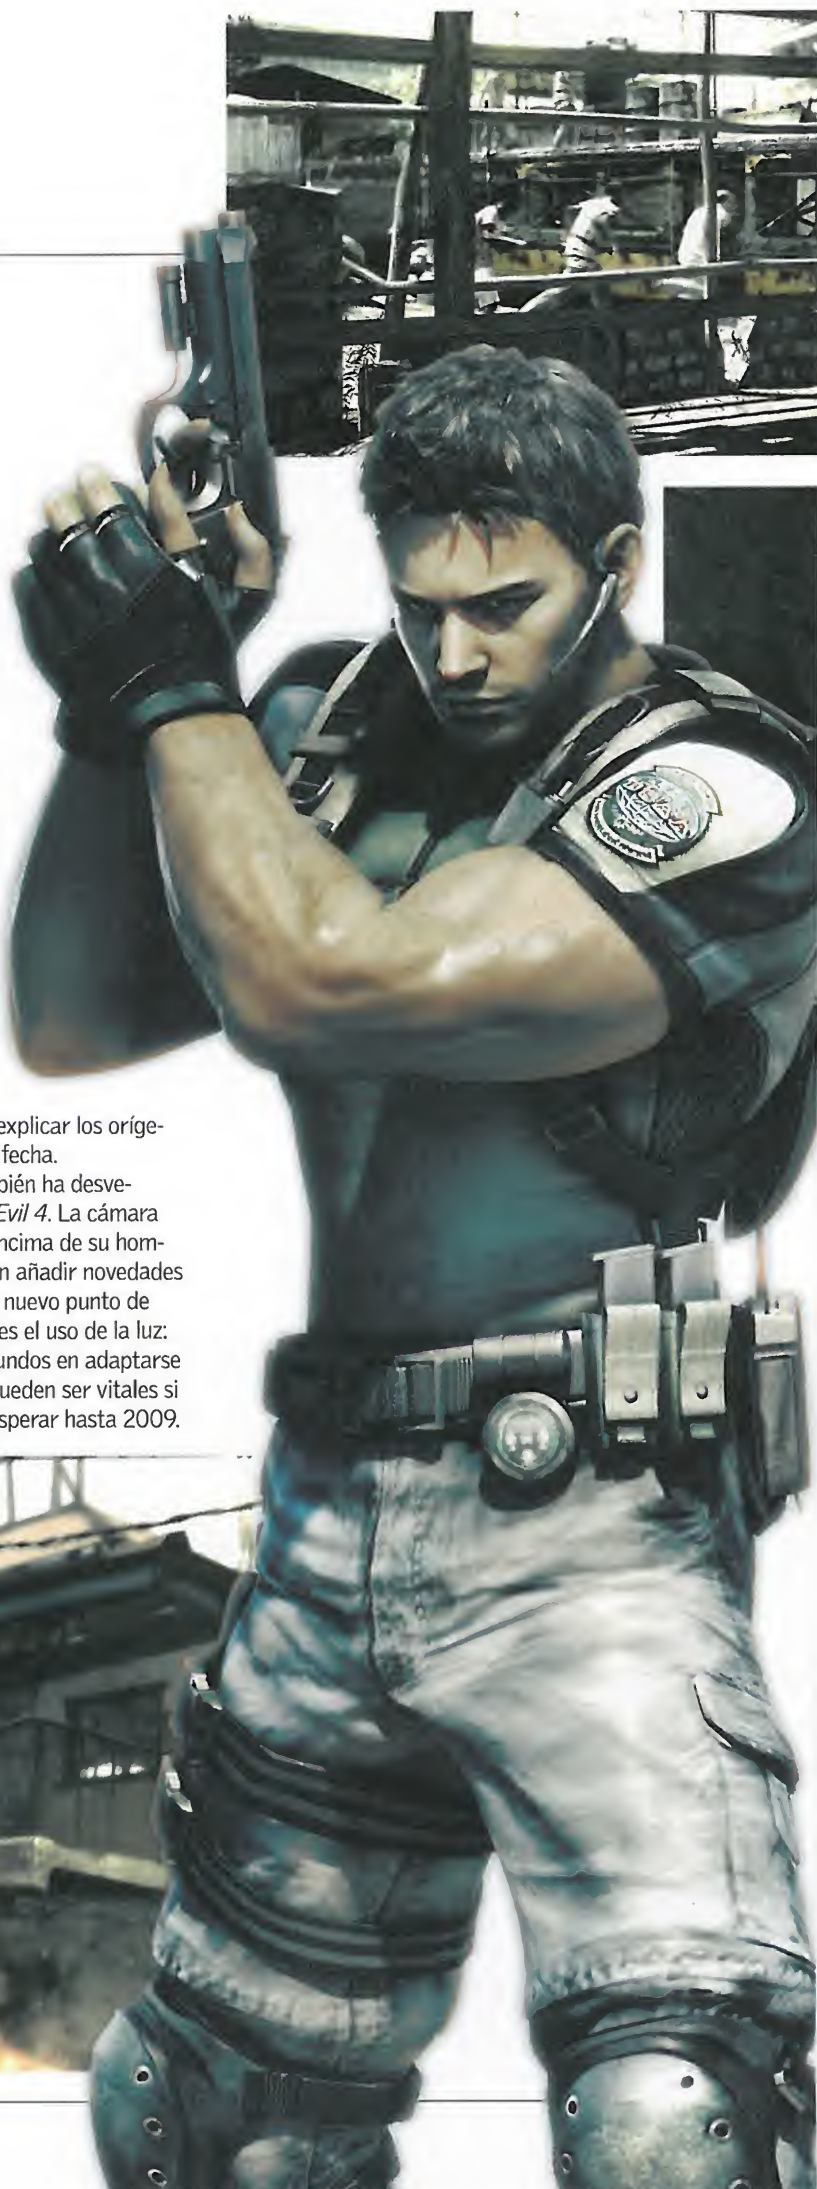 BSAA
explicar los oríge-
fecha.
bién ha desve-
Evil 4. La cámara
ncima de su hom-
n añadir novedades
nuevo punto de
es el uso de la luz:
undos en adaptarse
ueden ser vitales si
sperar hasta 2009.